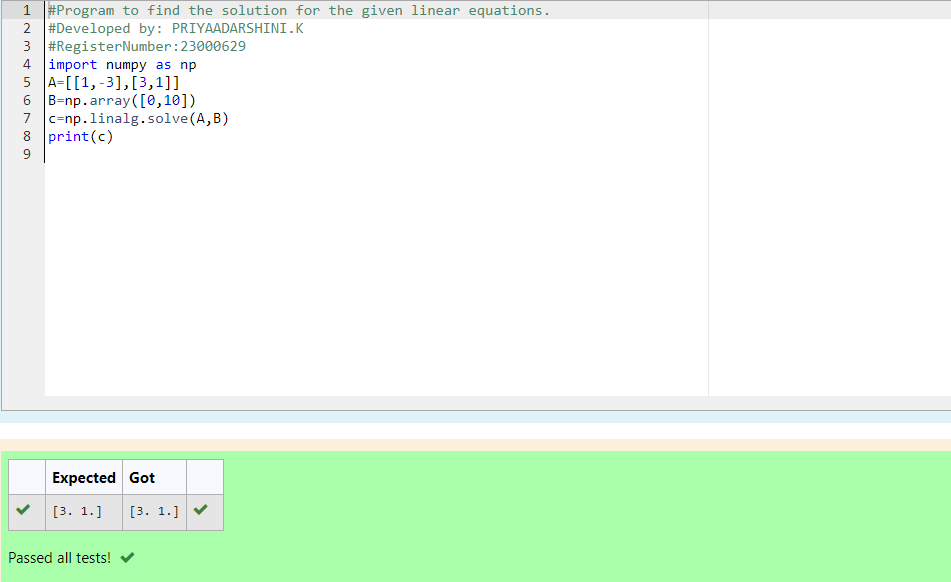 1 #Program to find the solution for the given linear equations.
2 #Developed by: PRIYAADARSHINI.K
3 #RegisterNumber:23000629
4 import numpy as np
5 A=[[1,-3],[3,1]]
6 B=np.array([0,10])
7 c=np.linalg.solve(A,B)
8 print(c)
9
Expected Got
[3. 1.] [3. 1.]
Passed all tests!